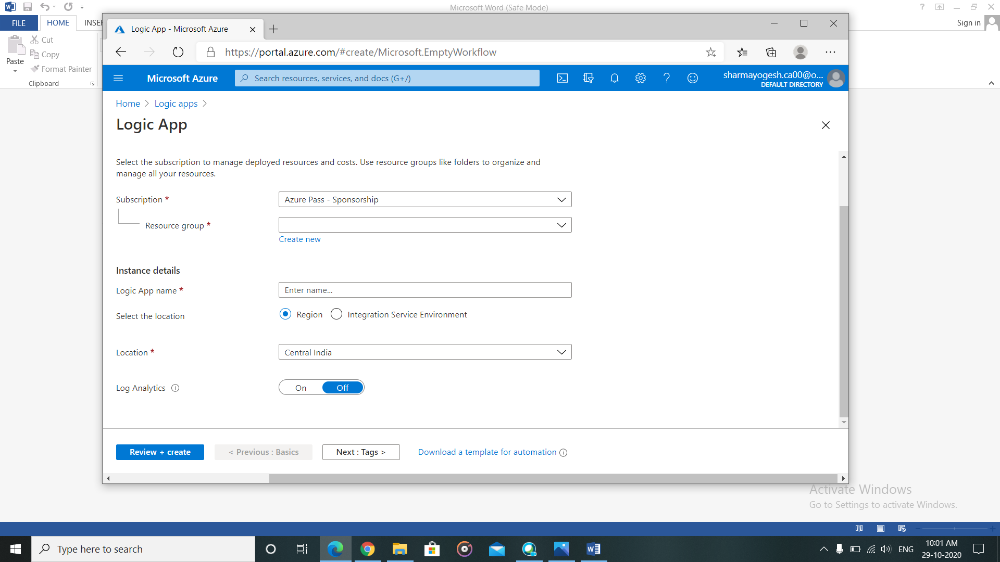 Microsoft Word (Safe Mode)
FILE
HOME
INSE
Sign in
Cut
Copy
Paste
Format Painter
Clipboard
Logic App - Microsoft Azure
https://portal.azure.com/#create/Microsoft.EmptyWorkflow
Microsoft Azure
Search resources, services, and docs (G+/)
sharmayogesh.ca00@o...
DEFAULT DIRECTORY
Home > Logic apps >
Logic App
Select the subscription to manage deployed resources and costs. Use resource groups like folders to organize and
manage all your resources.
Subscription *
Azure Pass - Sponsorship
Resource group *
Create new
Instance details
Logic App name *
Enter name...
Select the location
Region
Integration Service Environment
Location *
Central India
Log Analytics
On
Off
Review + create
< Previous : Basics
Next : Tags >
Download a template for automation
Activate Windows
Go to Settings to activate Windows.
Type here to search
ENG
10:01 AM
29-10-2020